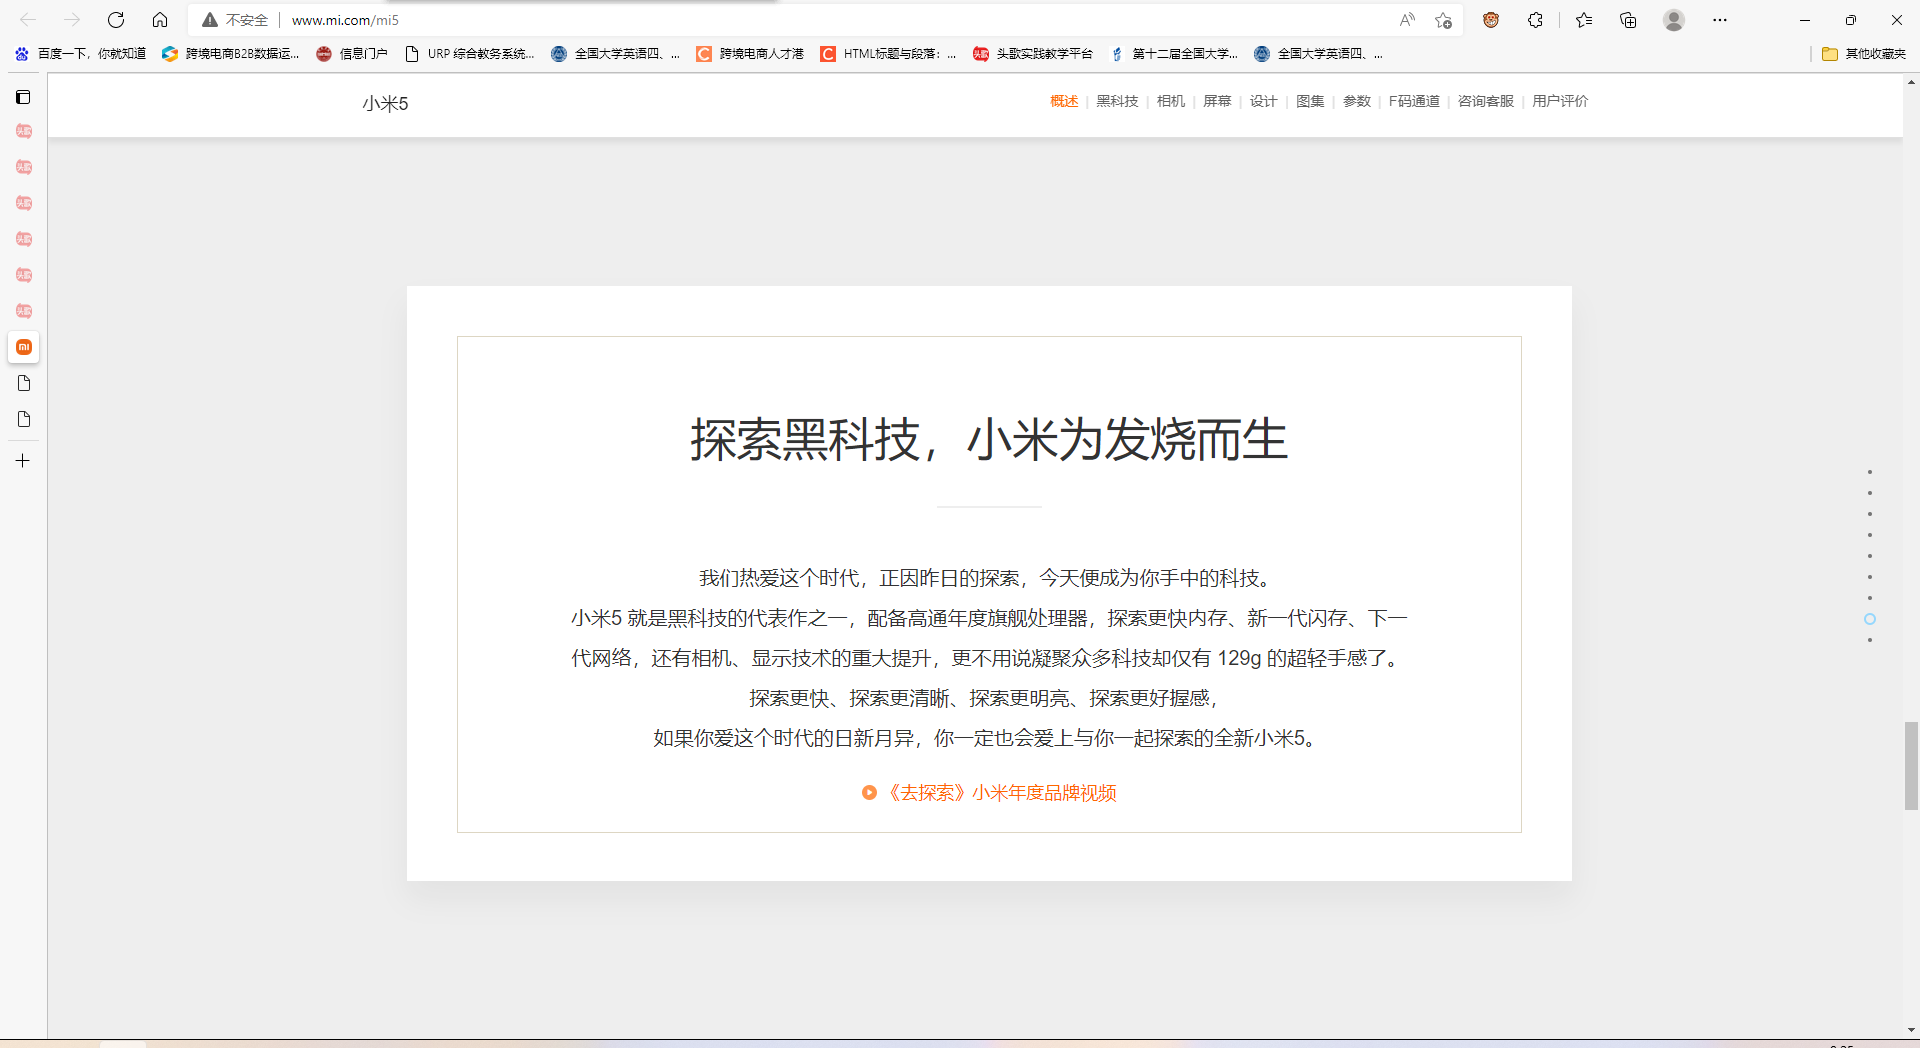 不安全 www.mi.com/mi5
百度一下，你就知道 跨境电商B2B数据运... 信息门户 URP 综合教务系统... 全国大学英语四、... 跨境电商人才港 HTML标题与段落：... 头歌实践教学平台 第十二届全国大学... 全国大学英语四、... 其他收藏夹
小米5 概述 | 黑科技 | 相机 | 屏幕 | 设计 | 图集 | 参数 | F码通道 | 咨询客服 | 用户评价
探索黑科技，小米为发烧而生
我们热爱这个时代，正因昨日的探索，今天便成为你手中的科技。
小米5 就是黑科技的代表作之一，配备高通年度旗舰处理器，探索更快内存、新一代闪存、下一
代网络，还有相机、显示技术的重大提升，更不用说凝聚众多科技却仅有 129g 的超轻手感了。
探索更快、探索更清晰、探索更明亮、探索更好握感，
如果你爱这个时代的日新月异，你一定也会爱上与你一起探索的全新小米5。
《去探索》小米年度品牌视频